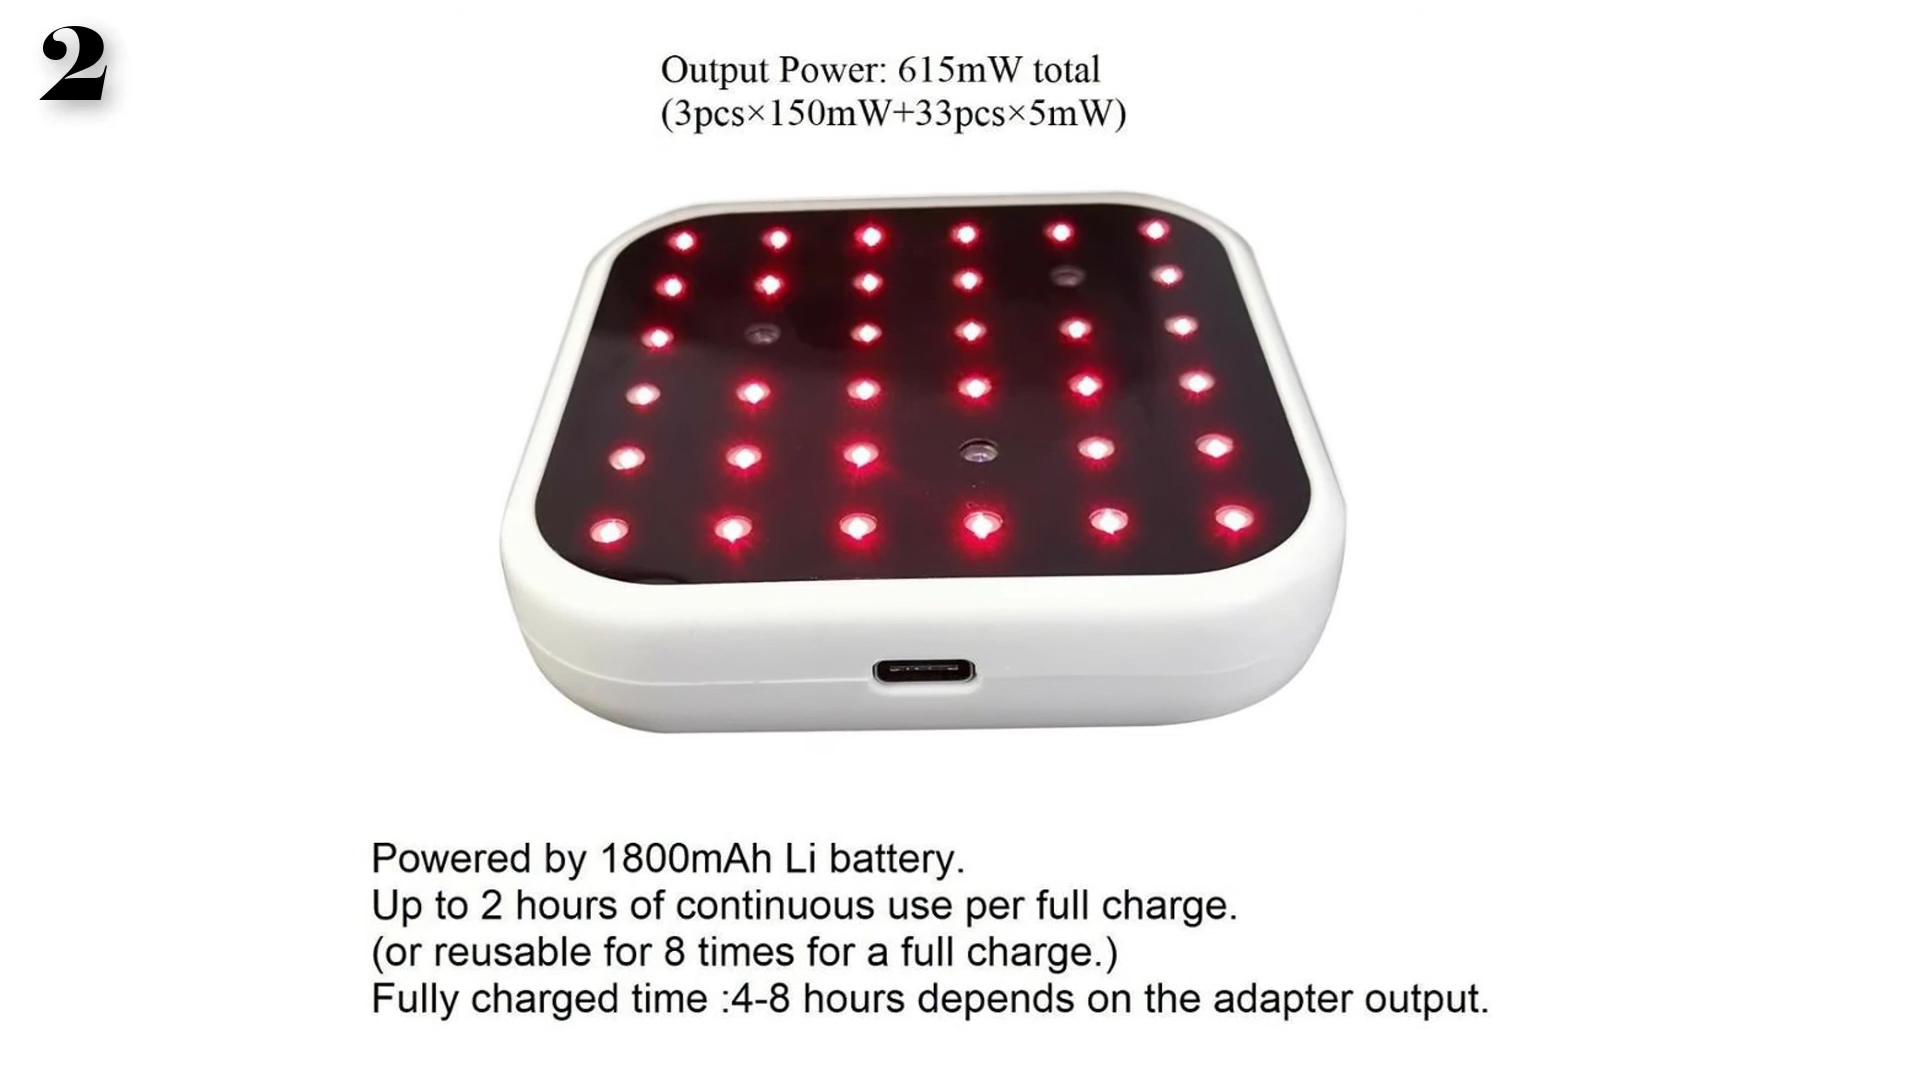 2
Output Power: 615mW total
(3pcs×150mW+33pcs×5mW)
Powered by 1800mAh Li battery.
Up to 2 hours of continuous use per full charge.
(or reusable for 8 times for a full charge.)
Fully charged time :4-8 hours depends on the adapter output.